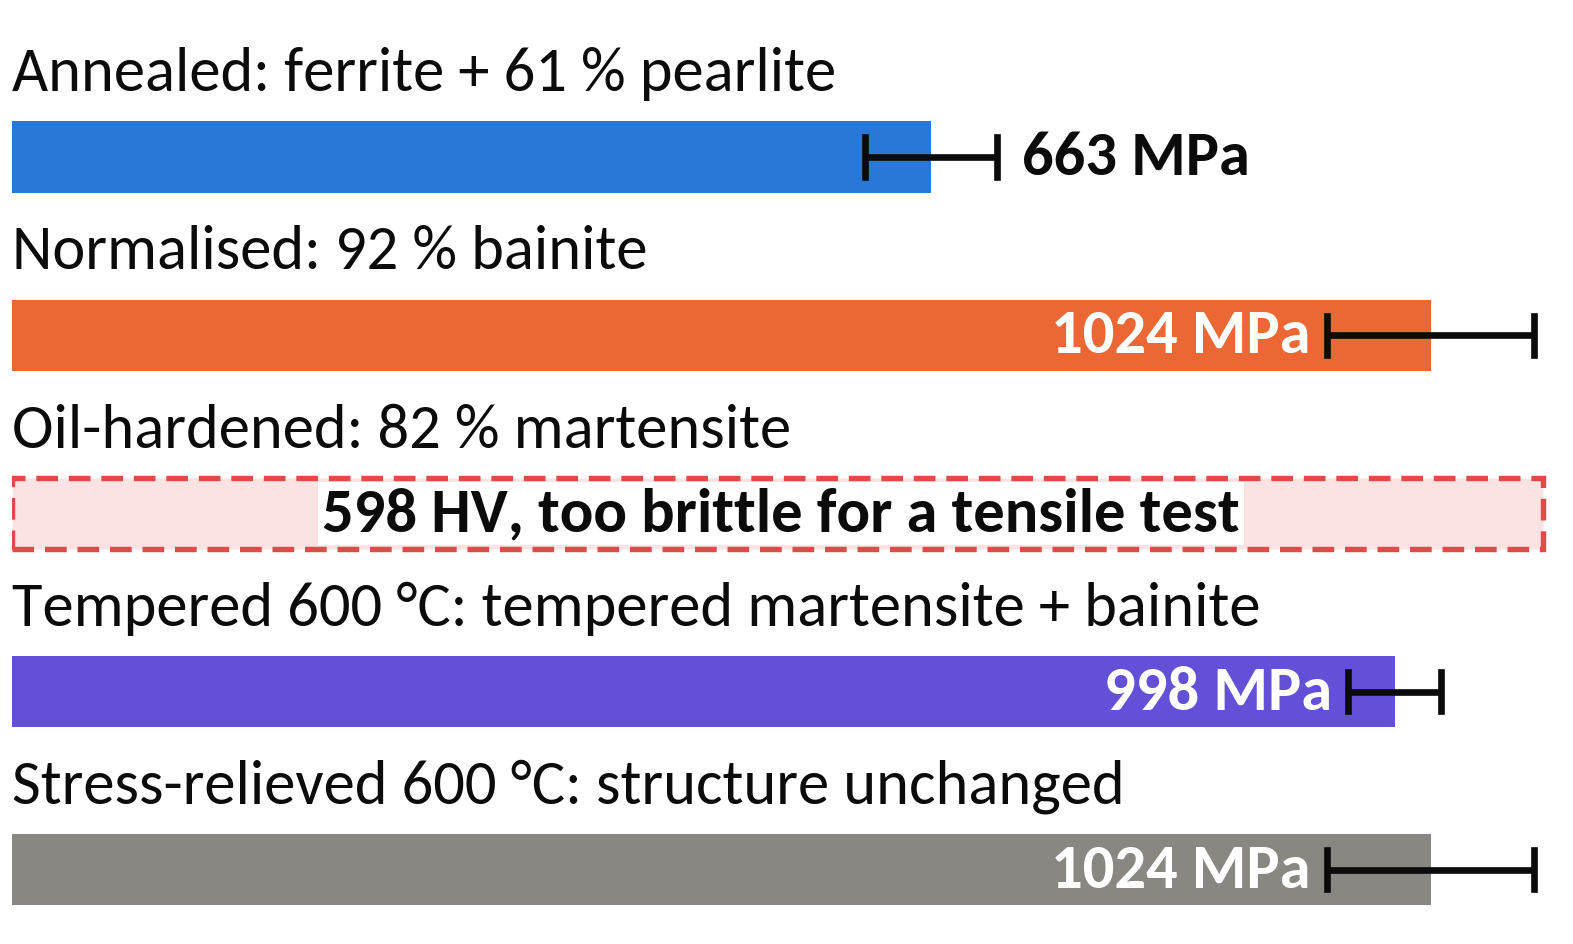 Annealed: ferrite + 61 % pearlite
663 MPa
Normalised: 92 % bainite
1024 MPa
Oil-hardened: 82 % martensite
598 HV, too brittle for a tensile test
Tempered 600 °C: tempered martensite + bainite
998 MPa
Stress-relieved 600 °C: structure unchanged
1024 MPa